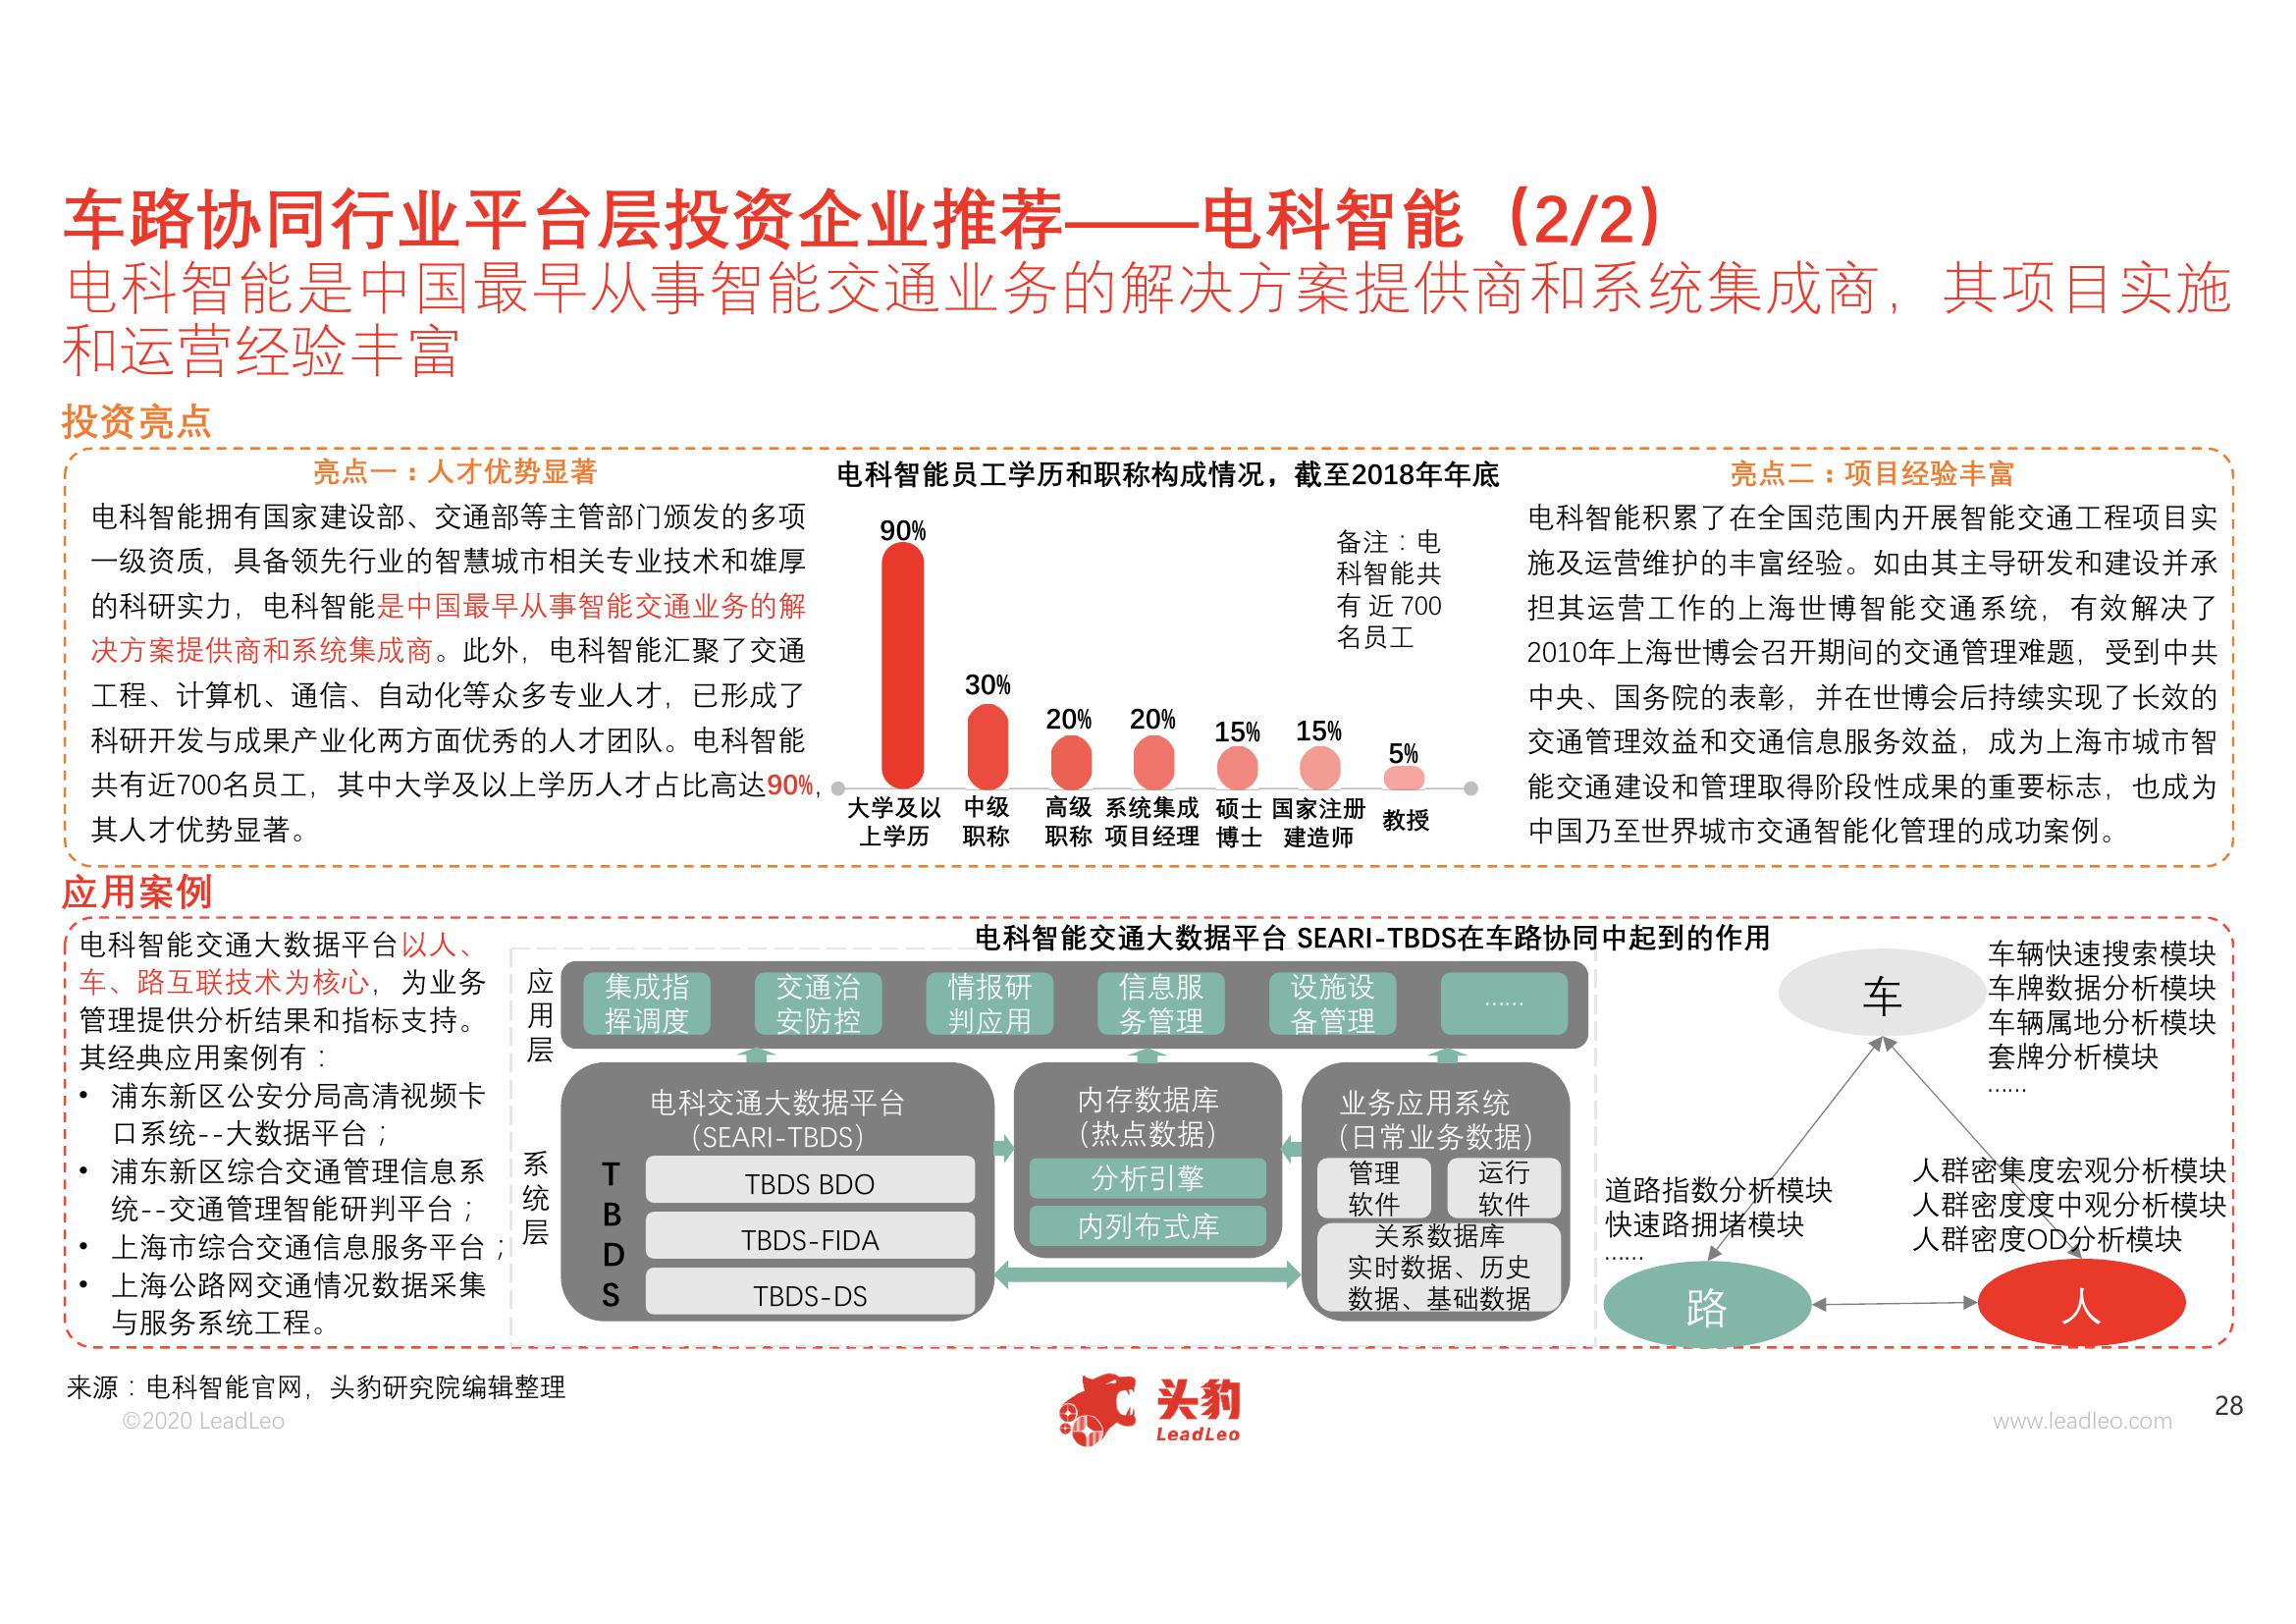 车路协同行业平台层投资企业推荐——电科智能（2/2）
电科智能是中国最早从事智能交通业务的解决方案提供商和系统集成商，其项目实施
和运营经验丰富
投资亮点
亮点一：人才优势显著
电科智能拥有国家建设部、交通部等主管部门颁发的多项
一级资质，具备领先行业的智慧城市相关专业技术和雄厚
的科研实力，电科智能是中国最早从事智能交通业务的解
决方案提供商和系统集成商。此外，电科智能汇聚了交通
工程、计算机、通信、自动化等众多专业人才，已形成了
科研开发与成果产业化两方面优秀的人才团队。电科智能
共有近700名员工，其中大学及以上学历人才占比高达90%，
其人才优势显著。
电科智能员工学历和职称构成情况，截至2018年年底
90%
30%
20%
20%
15%
15%
5%
备注：电
科智能共
有近700
名员工
大学及以
上学历
中级
职称
高级
职称
系统集成
项目经理
硕士
博士
国家注册
建造师
教授
亮点二：项目经验丰富
电科智能积累了在全国范围内开展智能交通工程项目实
施及运营维护的丰富经验。如由其主导研发和建设并承
担其运营工作的上海世博智能交通系统，有效解决了
2010年上海世博会召开期间的交通管理难题，受到中共
中央、国务院的表彰，并在世博会后持续实现了长效的
交通管理效益和交通信息服务效益，成为上海市城市智
能交通建设和管理取得阶段性成果的重要标志，也成为
中国乃至世界城市交通智能化管理的成功案例。
应用案例
电科智能交通大数据平台以人、
车、路互联技术为核心，为业务
管理提供分析结果和指标支持。
其经典应用案例有：
• 浦东新区公安分局高清视频卡
口系统--大数据平台；
• 浦东新区综合交通管理信息系
统--交通管理智能研判平台；
• 上海市综合交通信息服务平台；
• 上海公路网交通情况数据采集
与服务系统工程。
电科智能交通大数据平台 SEARI-TBDS在车路协同中起到的作用
应
用
层
集成指
挥调度
交通治
安防控
情报研
判应用
信息服
务管理
设施设
备管理
……
系
统
层
电科交通大数据平台
（SEARI-TBDS）
T
B
D
S
TBDS BDO
TBDS-FIDA
TBDS-DS
内存数据库
（热点数据）
分析引擎
内列布式库
业务应用系统
（日常业务数据）
管理
软件
运行
软件
关系数据库
实时数据、历史
数据、基础数据
车
车辆快速搜索模块
车牌数据分析模块
车辆属地分析模块
套牌分析模块
……
道路指数分析模块
快速路拥堵模块
……
人群密集度宏观分析模块
人群密度度中观分析模块
人群密度OD分析模块
路
人
来源：电科智能官网，头豹研究院编辑整理
©2020 LeadLeo
头豹
LeadLeo
www.leadleo.com
28